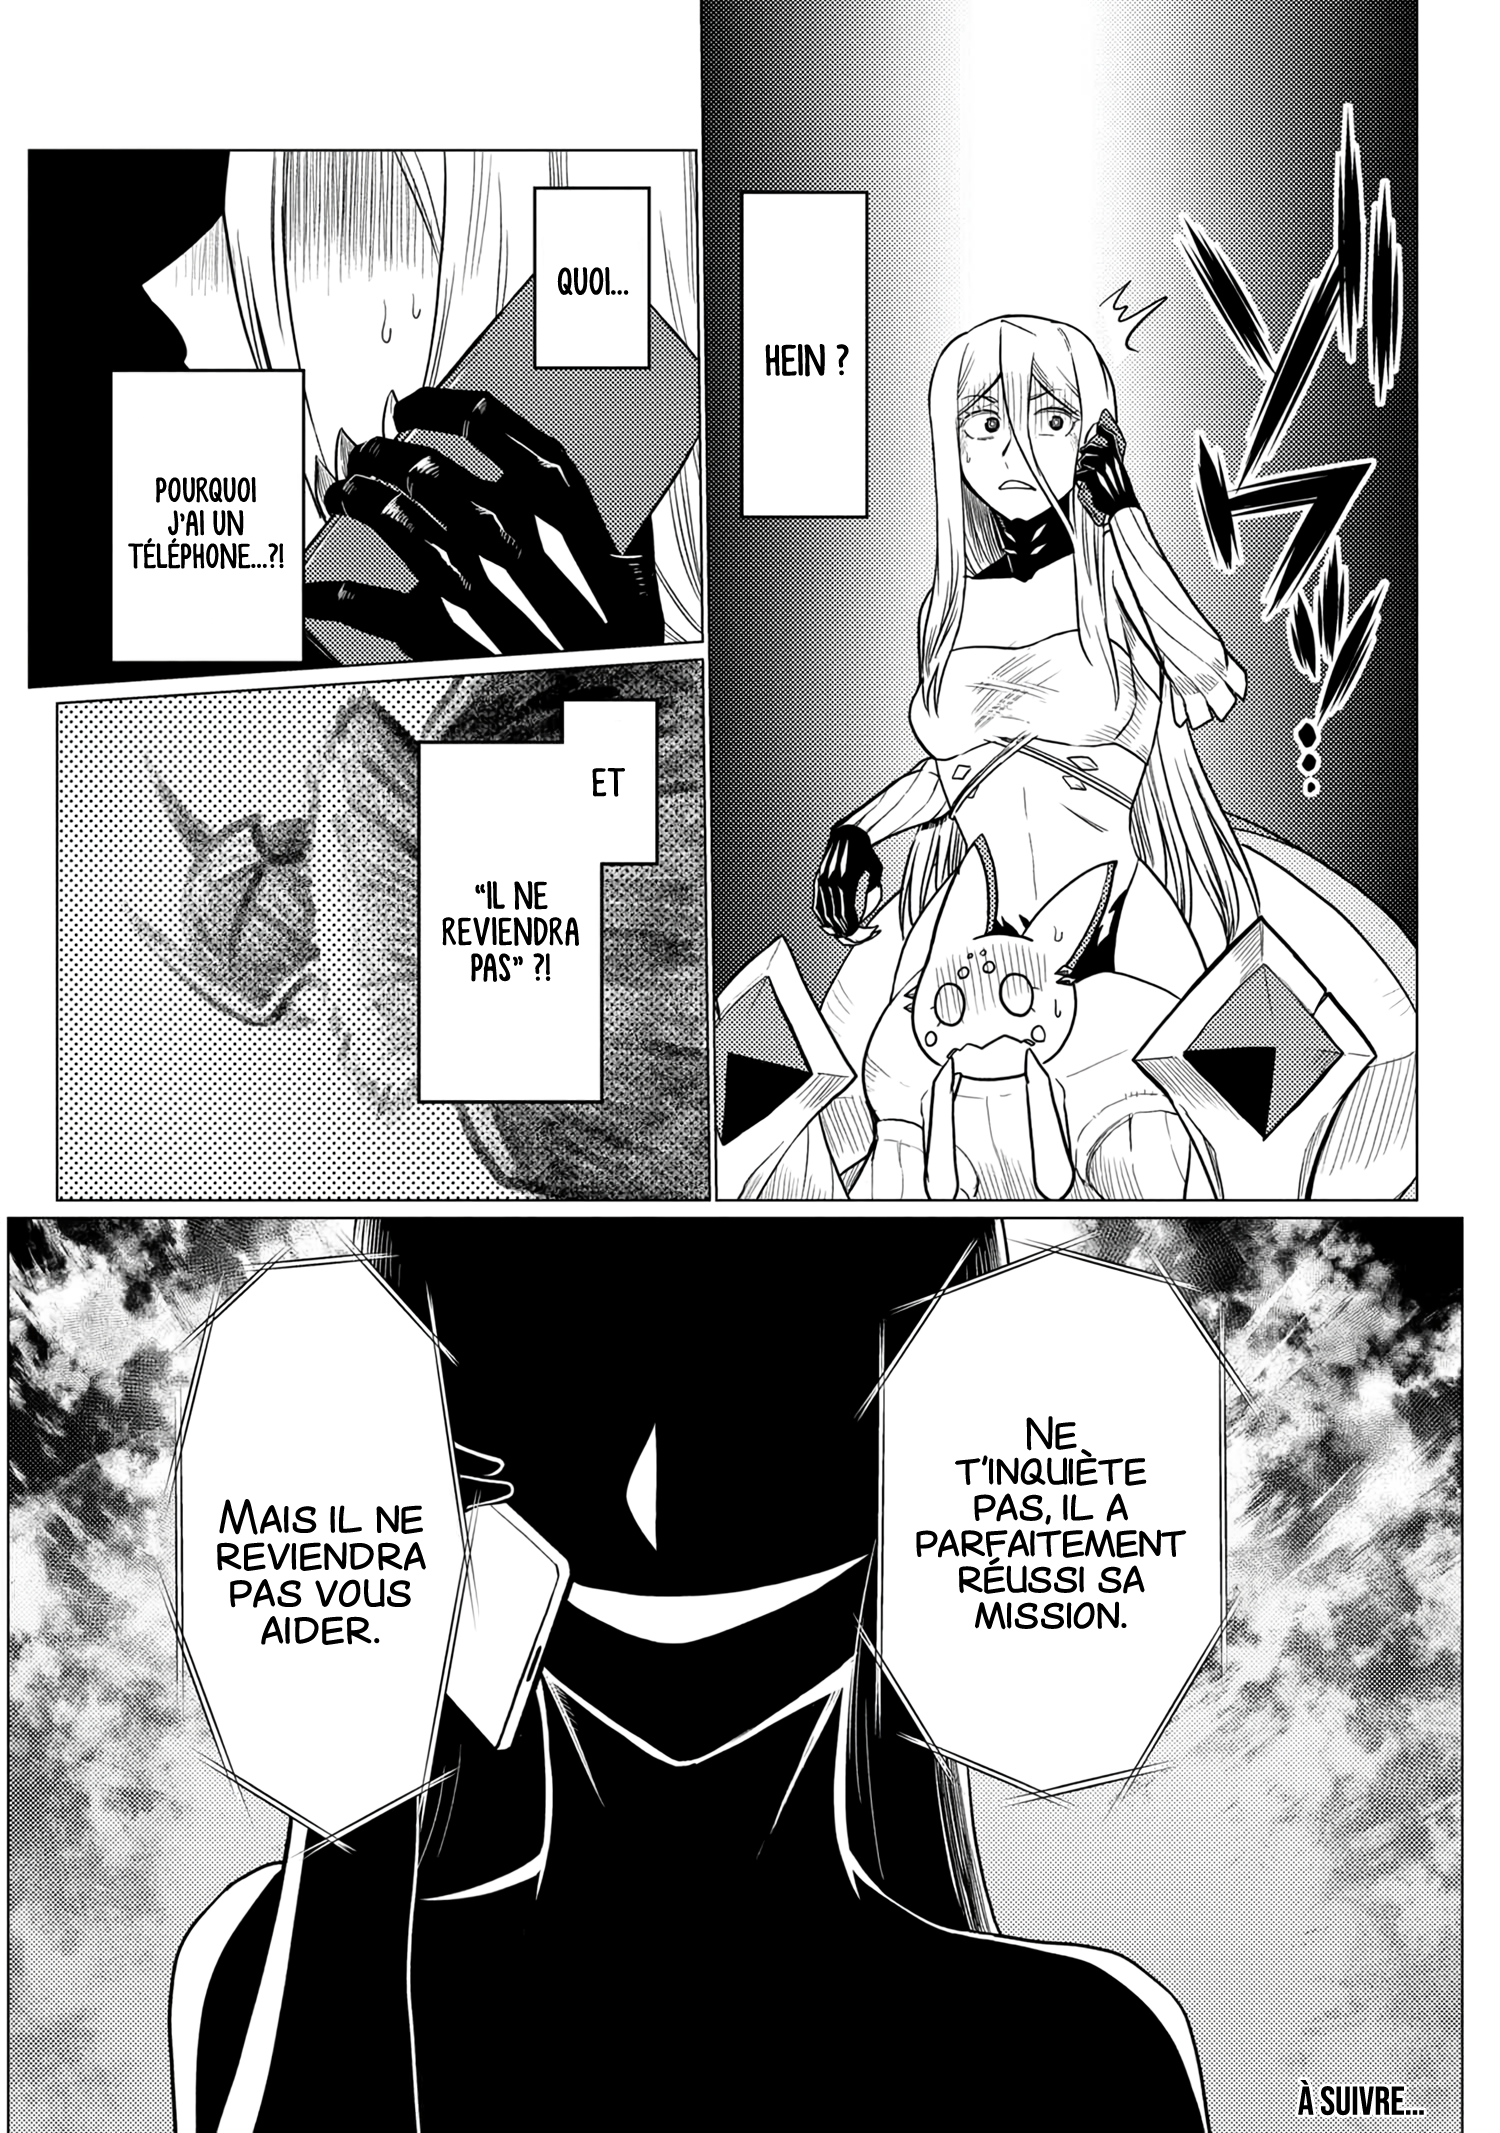 HEIN ?
QUOI...
POURQUOI
J'AI UN
TÉLÉPHONE...?!
ET
"IL NE
REVIENDRA
PAS" ?!
NE
T'INQUIÈTE
PAS, IL A
PARFAITEMENT
RÉUSSI SA
MISSION.
MAIS IL NE
REVIENDRA
PAS VOUS
AIDER.
À SUIVRE...